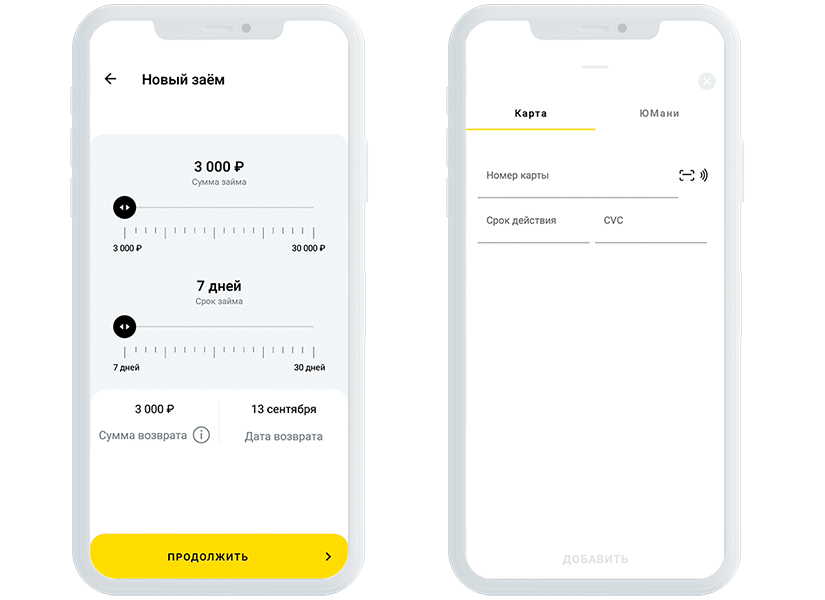 Новый заём
3 000 ₽
Сумма займа
3 000 ₽ 30 000 ₽
7 дней
Срок займа
7 дней 30 дней
3 000 ₽ 13 сентября
Сумма возврата Дата возврата
ПРОДОЛЖИТЬ
Карта ЮМани
Номер карты
Срок действия CVC
ДОБАВИТЬ